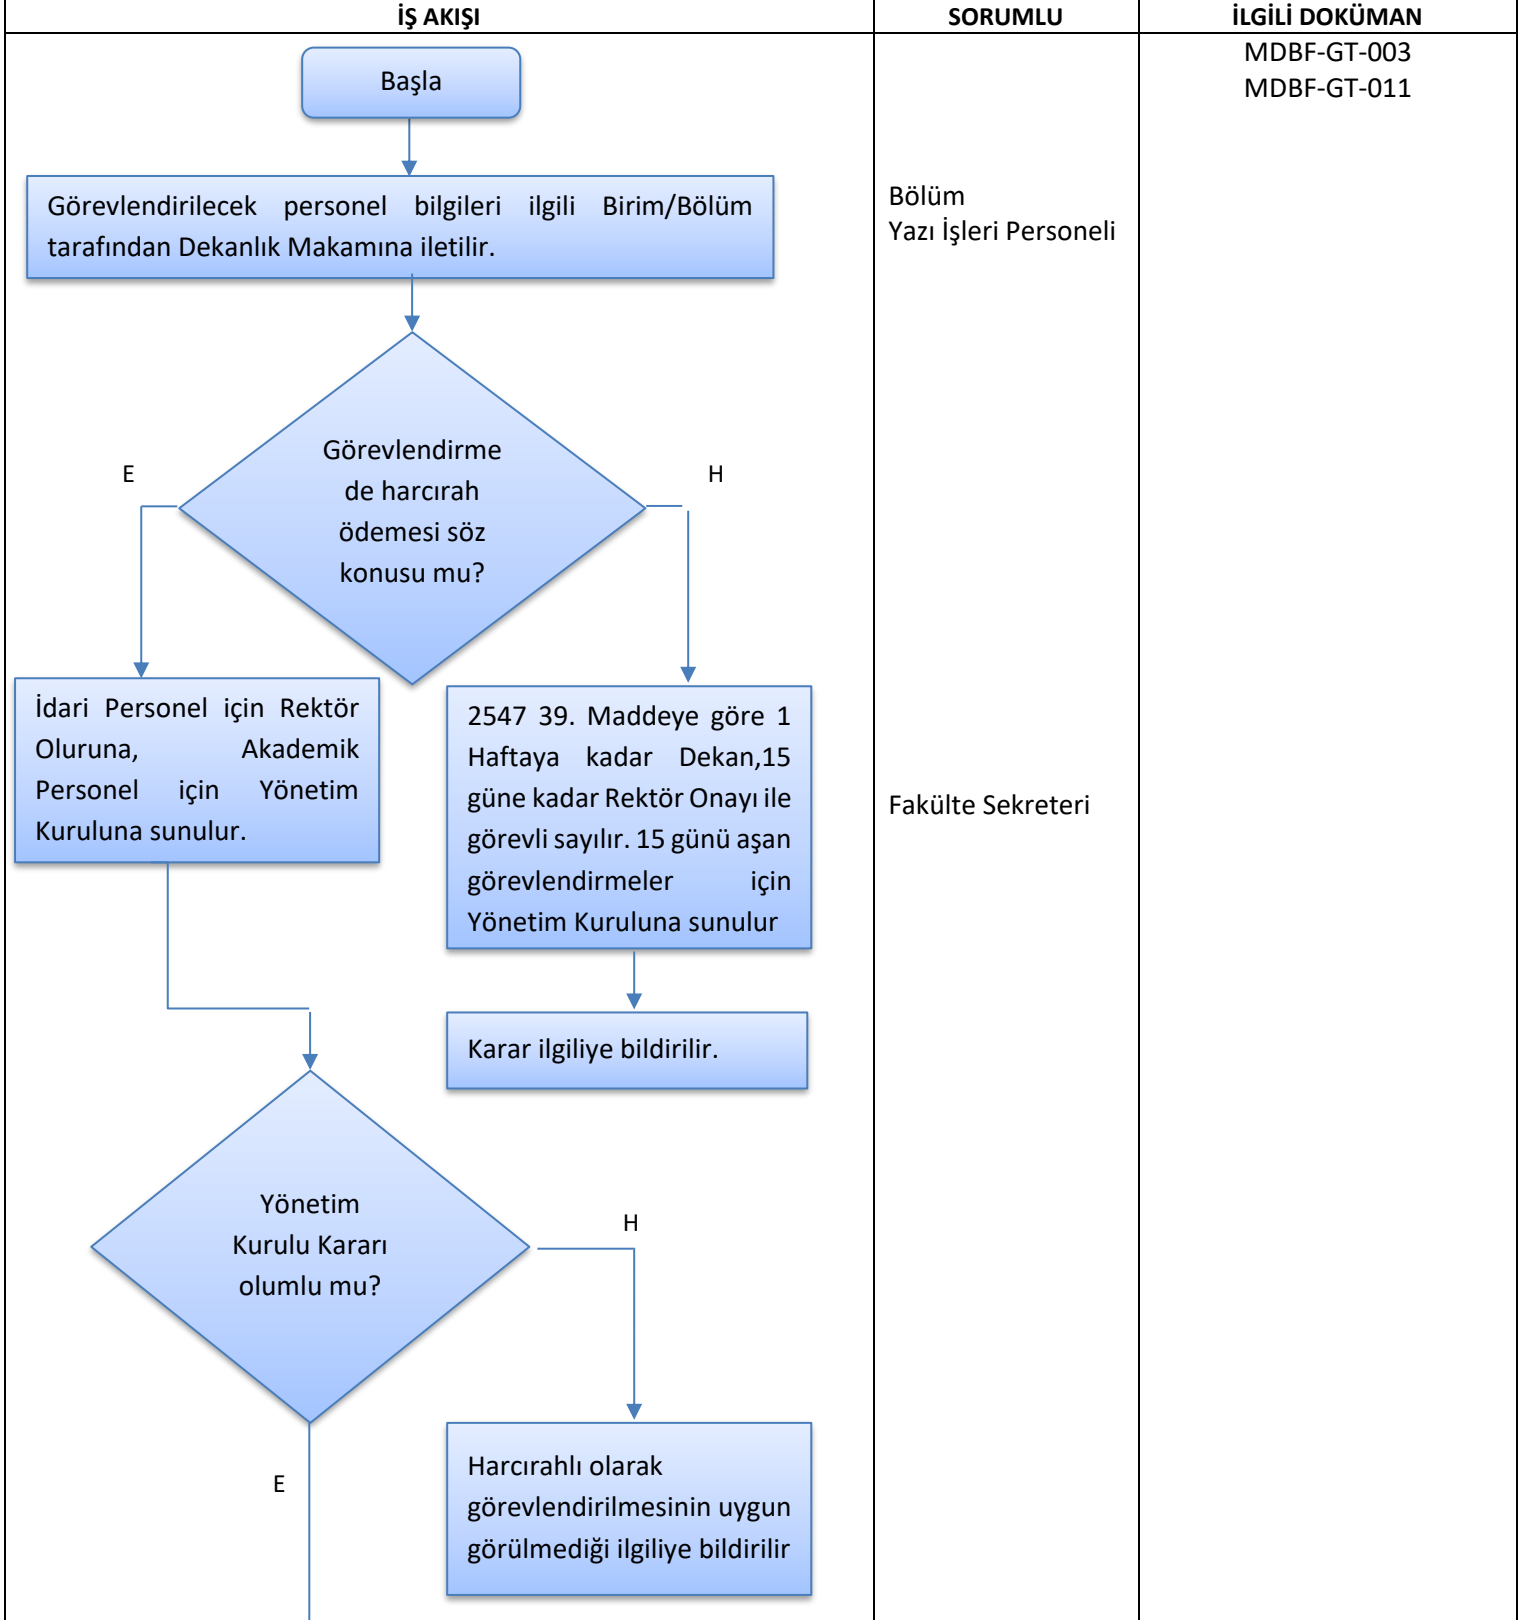 İŞ AKIŞI
SORUMLU
İLGİLİ DOKÜMAN
MDBF-GT-003
MDBF-GT-011
Başla
Görevlendirilecek personel bilgileri ilgili Birim/Bölüm
tarafından Dekanlık Makamına iletilir.
Bölüm
Yazı İşleri Personeli
Görevlendirme
de harcırah
ödemesi söz
konusu mu?
E
H
İdari Personel için Rektör
Oluruna, Akademik
Personel için Yönetim
Kuruluna sunulur.
2547 39. Maddeye göre 1
Haftaya kadar Dekan,15
güne kadar Rektör Onayı ile
görevli sayılır. 15 günü aşan
görevlendirmeler için
Yönetim Kuruluna sunulur
Fakülte Sekreteri
Karar ilgiliye bildirilir.
Yönetim
Kurulu Kararı
olumlu mu?
H
E
Harcırahlı olarak
görevlendirilmesinin uygun
görülmediği ilgiliye bildirilir